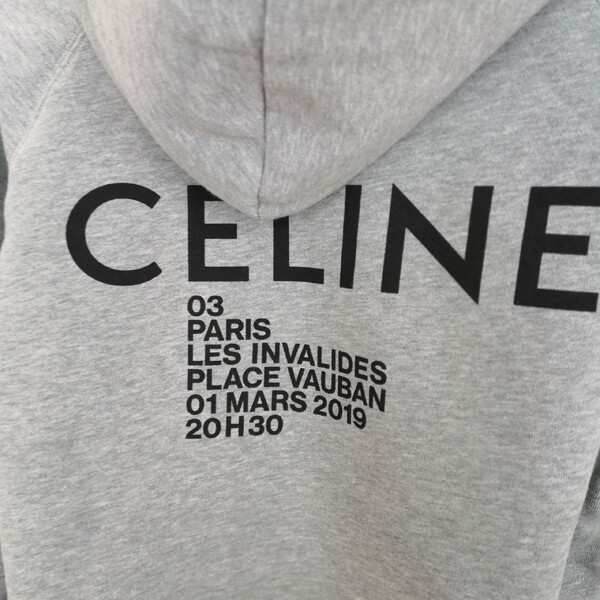 CELINE
03
PARIS
LES INVALIDES
PLACE VAUBAN
01 MARS 2019
20H30